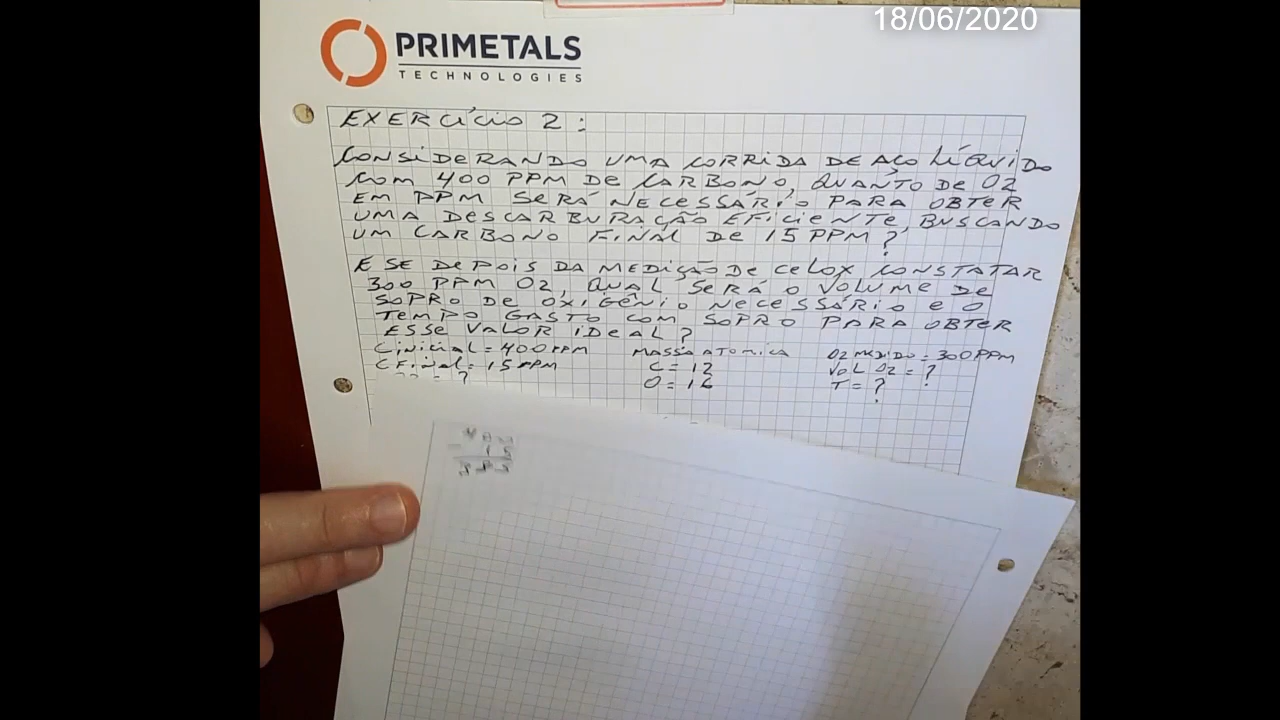 18/06/2020
PRIMETALS
TECHNOLOGIES
EXERCÍCIO 2:
CONSIDERANDO UMA CORRIDA DE AÇO LÍQUIDO
COM 400 PPM DE CARBONO, QUANTO DE O2
EM PPM SERÁ NECESSÁRIO PARA OBTER
UMA DESCARBURAÇÃO EFICIENTE, BUSCANDO
UM CARBONO FINAL DE 15 PPM?
E SE DEPOIS DA MEDIÇÃO DE CELOX CONSTATAR
300 PPM O2, QUAL SERÁ O VOLUME DE
SOPRO DE OXIGÊNIO NECESSÁRIO E O
TEMPO GASTO COM SOPRO PARA OBTER
ESSE VALOR IDEAL?
C INICIAL = 400 PPM MASSA ATOMICA O2 MEDIDO = 300 PPM
C FINAL = 15 PPM C = 12 VOL O2 = ?
= ? O = 16 T = ?